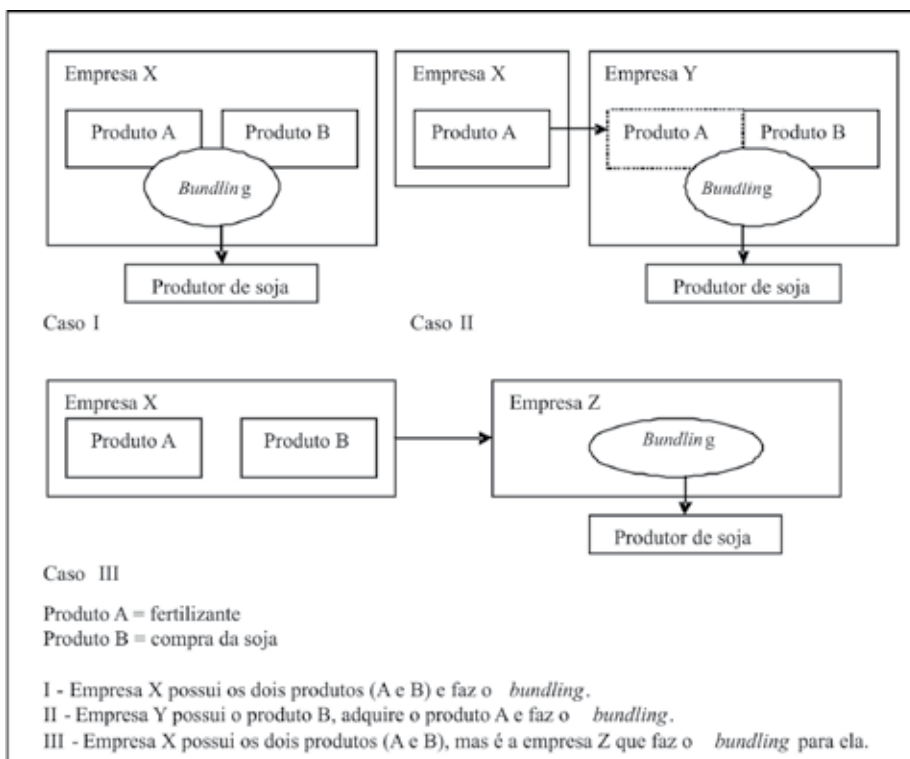 Empresa X
Produto A
Produto B
Bundling
Produtor de soja
Caso I
Empresa X
Produto A
Empresa Y
Produto A
Produto B
Bundling
Produtor de soja
Caso II
Empresa X
Produto A
Produto B
Empresa Z
Bundling
Produtor de soja
Caso III
Produto A = fertilizante
Produto B = compra da soja
I - Empresa X possui os dois produtos (A e B) e faz o bundling.
II - Empresa Y possui o produto B, adquire o produto A e faz o bundling.
III - Empresa X possui os dois produtos (A e B), mas é a empresa Z que faz o bundling para ela.